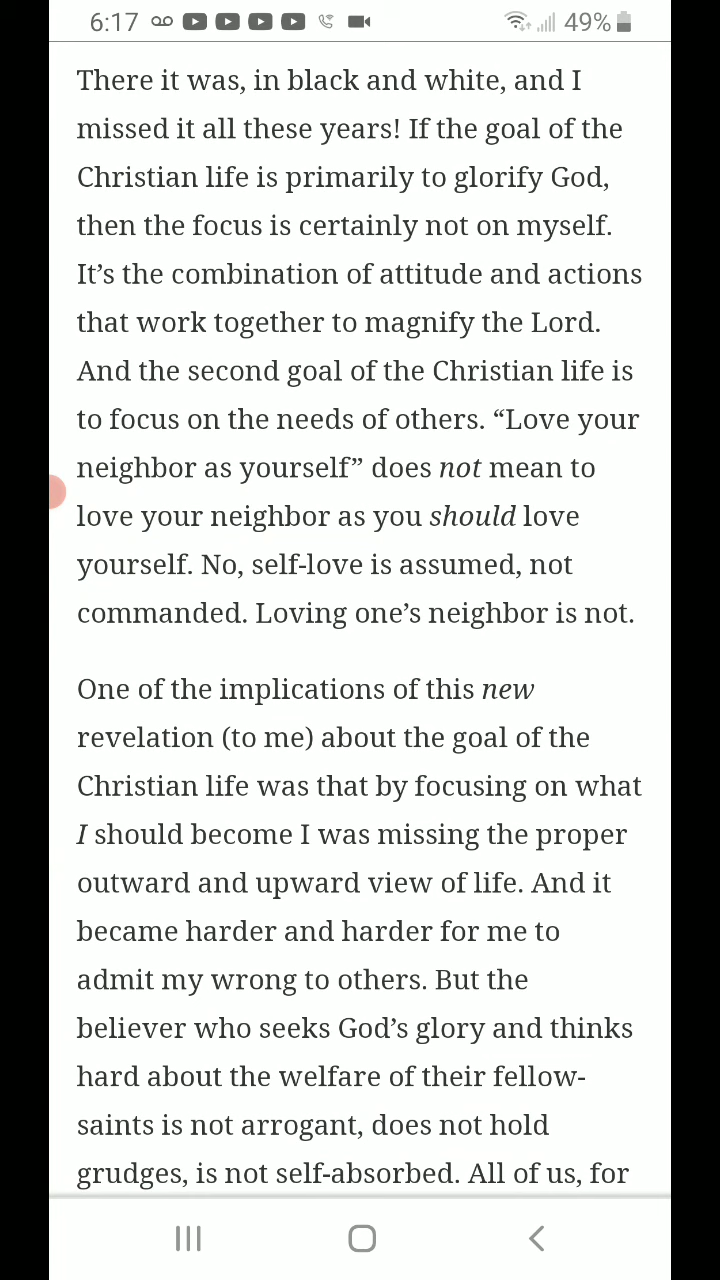 6:17 49%
There it was, in black and white, and I
missed it all these years! If the goal of the
Christian life is primarily to glorify God,
then the focus is certainly not on myself.
It’s the combination of attitude and actions
that work together to magnify the Lord.
And the second goal of the Christian life is
to focus on the needs of others. “Love your
neighbor as yourself” does not mean to
love your neighbor as you should love
yourself. No, self-love is assumed, not
commanded. Loving one’s neighbor is not.
One of the implications of this new
revelation (to me) about the goal of the
Christian life was that by focusing on what
I should become I was missing the proper
outward and upward view of life. And it
became harder and harder for me to
admit my wrong to others. But the
believer who seeks God’s glory and thinks
hard about the welfare of their fellow-
saints is not arrogant, does not hold
grudges, is not self-absorbed. All of us, for